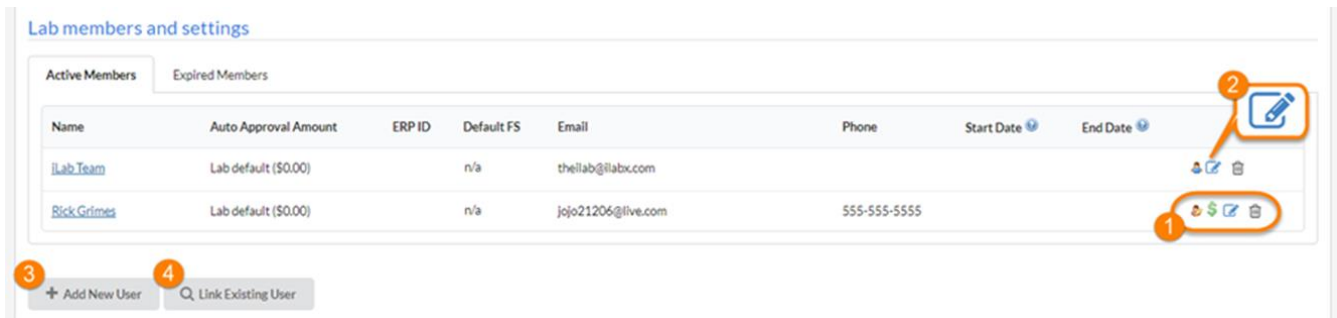 Lab members and settings
Active Members Expired Members
2
Name Auto Approval Amount ERP ID Default FS Email Phone Start Date End Date
iLab Team Lab default ($0.00) n/a theilab@ilabx.com
Rick Grimes Lab default ($0.00) n/a jojo21206@live.com 555-555-5555 $
1
3 4
+ Add New User Link Existing User